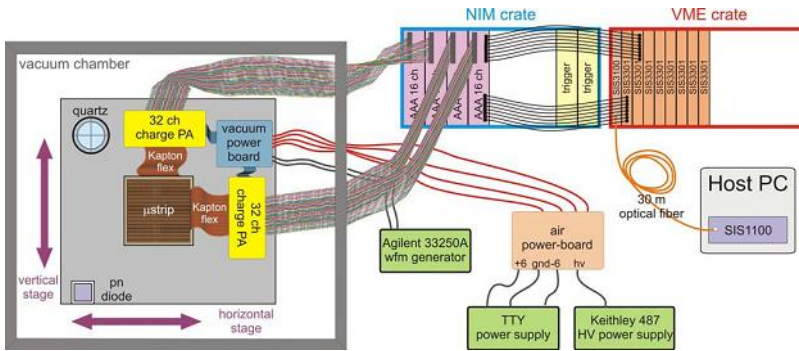 NIM crate
VME crate
vacuum chamber
quartz
32 ch
charge PA
vacuum
power
board
Kapton
flex
µstrip
Kapton
flex
32 ch
charge PA
vertical
stage
pn
diode
horizontal
stage
AAA 16 ch
AAA
AAA
AAA 16 ch
trigger
trigger
SIS1100
SIS3301
SIS3301
SIS3301
SIS3301
SIS3301
SIS3301
SIS3301
30 m
optical fiber
Host PC
SIS1100
Agilent 33250A
wfm generator
air
power-board
+6 gnd -6 hv
TTY
power supply
Keithley 487
HV power supply